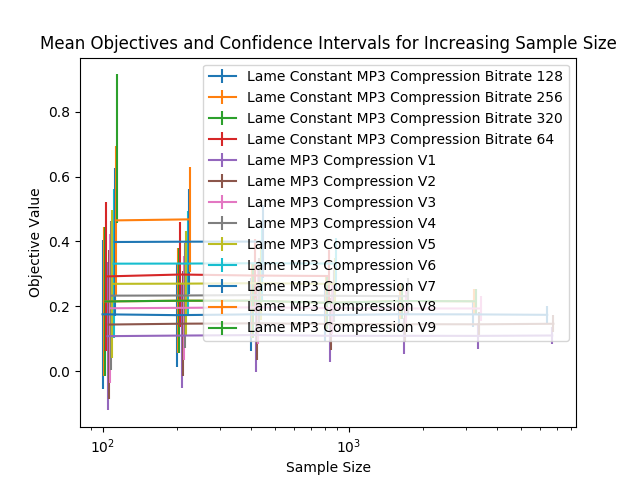 Mean Objectives and Confidence Intervals for Increasing Sample Size
Lame Constant MP3 Compression Bitrate 128
Lame Constant MP3 Compression Bitrate 256
Lame Constant MP3 Compression Bitrate 320
Lame Constant MP3 Compression Bitrate 64
Lame MP3 Compression V1
Lame MP3 Compression V2
Lame MP3 Compression V3
Lame MP3 Compression V4
Lame MP3 Compression V5
Lame MP3 Compression V6
Lame MP3 Compression V7
Lame MP3 Compression V8
Lame MP3 Compression V9
Objective Value
0.8
0.6
0.4
0.2
0.0
10²
10³
Sample Size